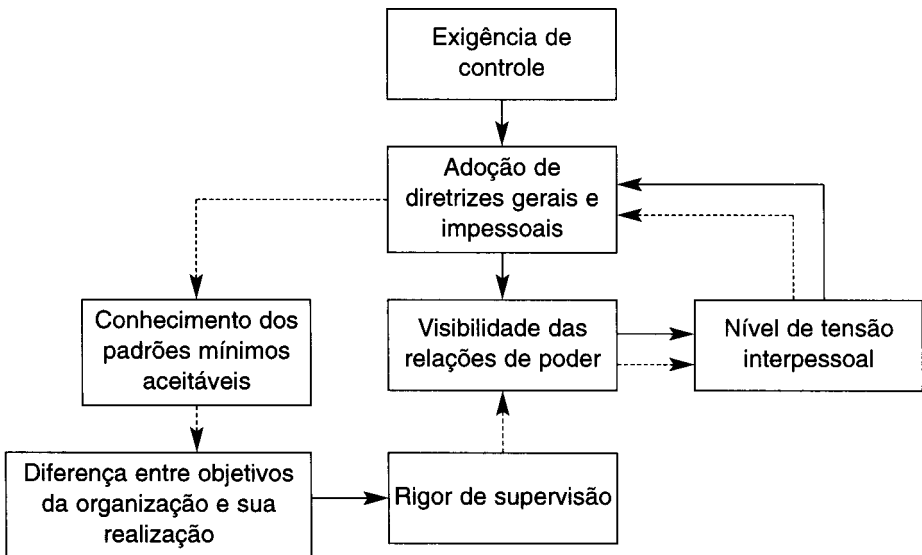 Exigência de
controle
Adoção de
diretrizes gerais e
impessoais
Conhecimento dos
padrões mínimos
aceitáveis
Visibilidade das
relações de poder
Nível de tensão
interpessoal
Diferença entre objetivos
da organização e sua
realização
Rigor de supervisão